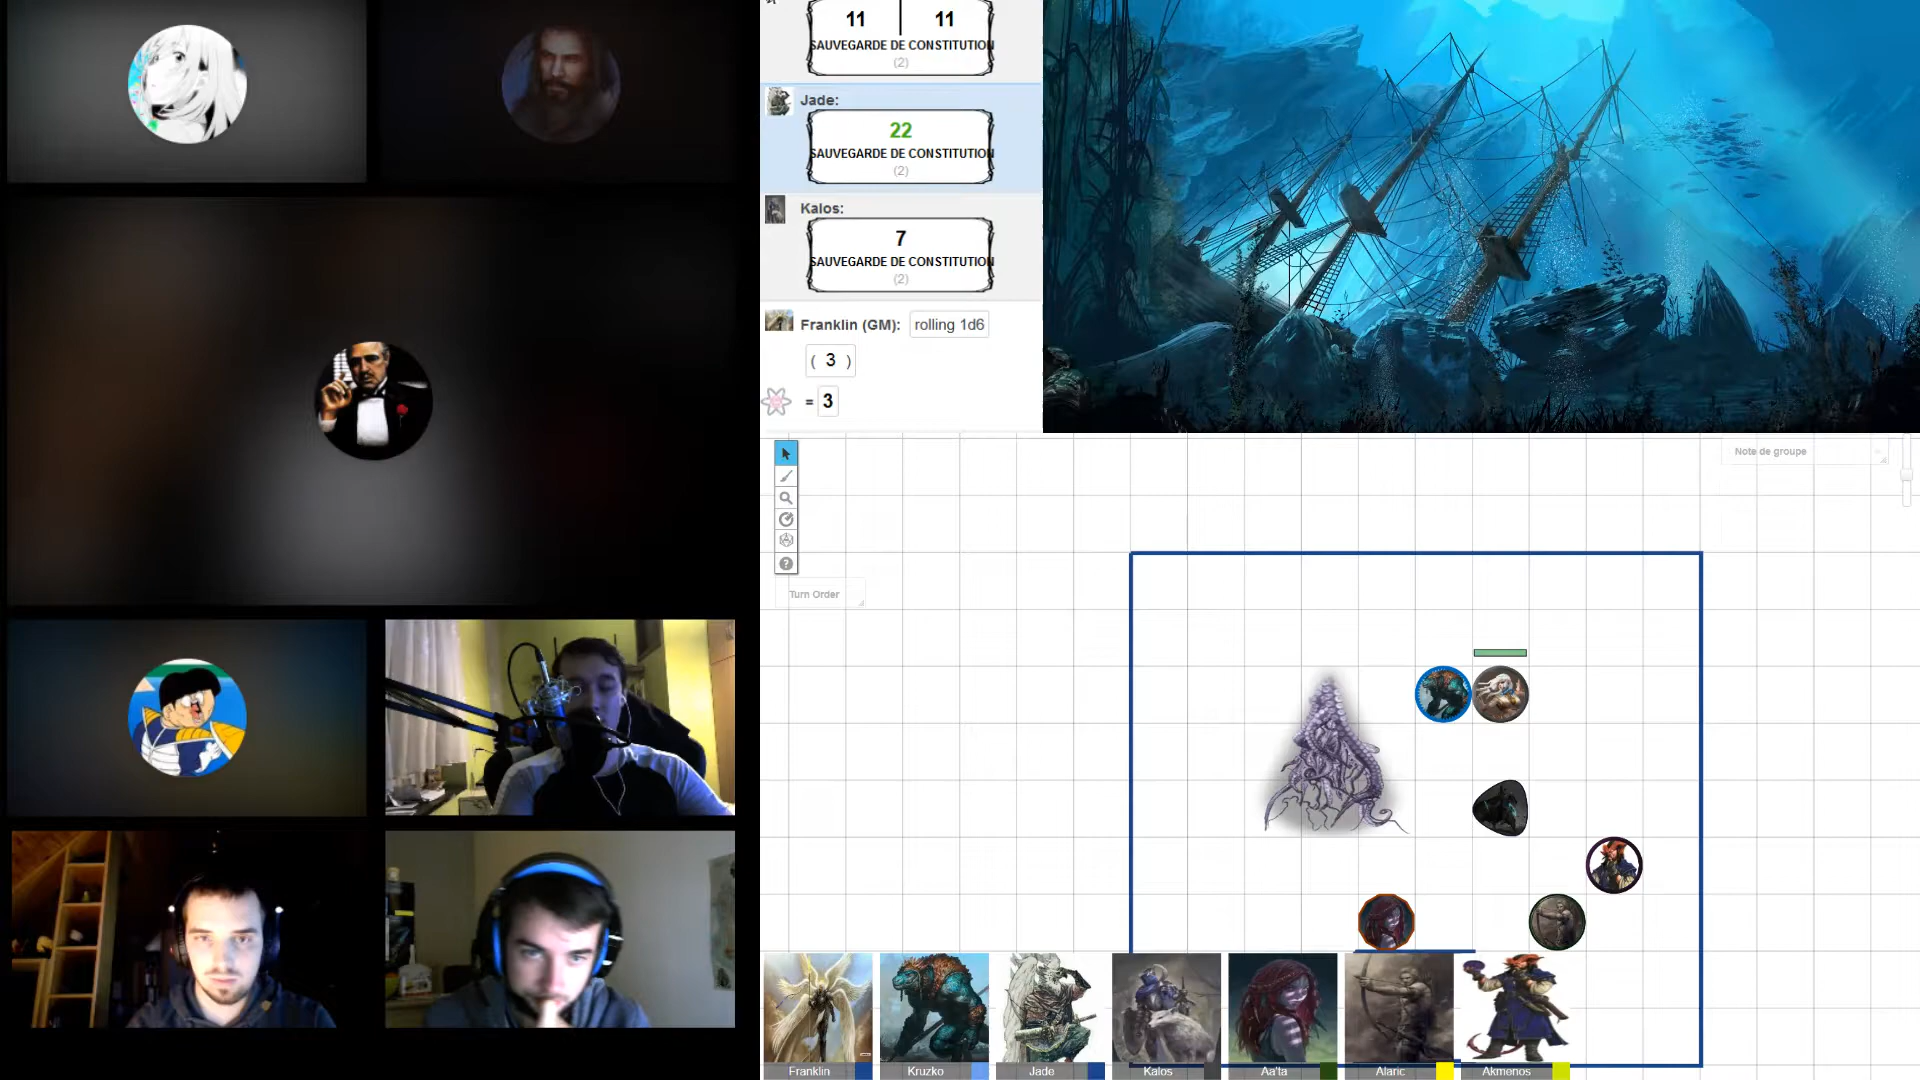 11 11
SAUVEGARDE DE CONSTITUTION
(2)
Jade:
22
SAUVEGARDE DE CONSTITUTION
(2)
Kalos:
7
SAUVEGARDE DE CONSTITUTION
(2)
Franklin (GM): rolling 1d6
( 3 )
= 3
Note de groupe
Turn Order
Franklin Kruzko Jade Kalos Aa'ta Alaric Akmenos